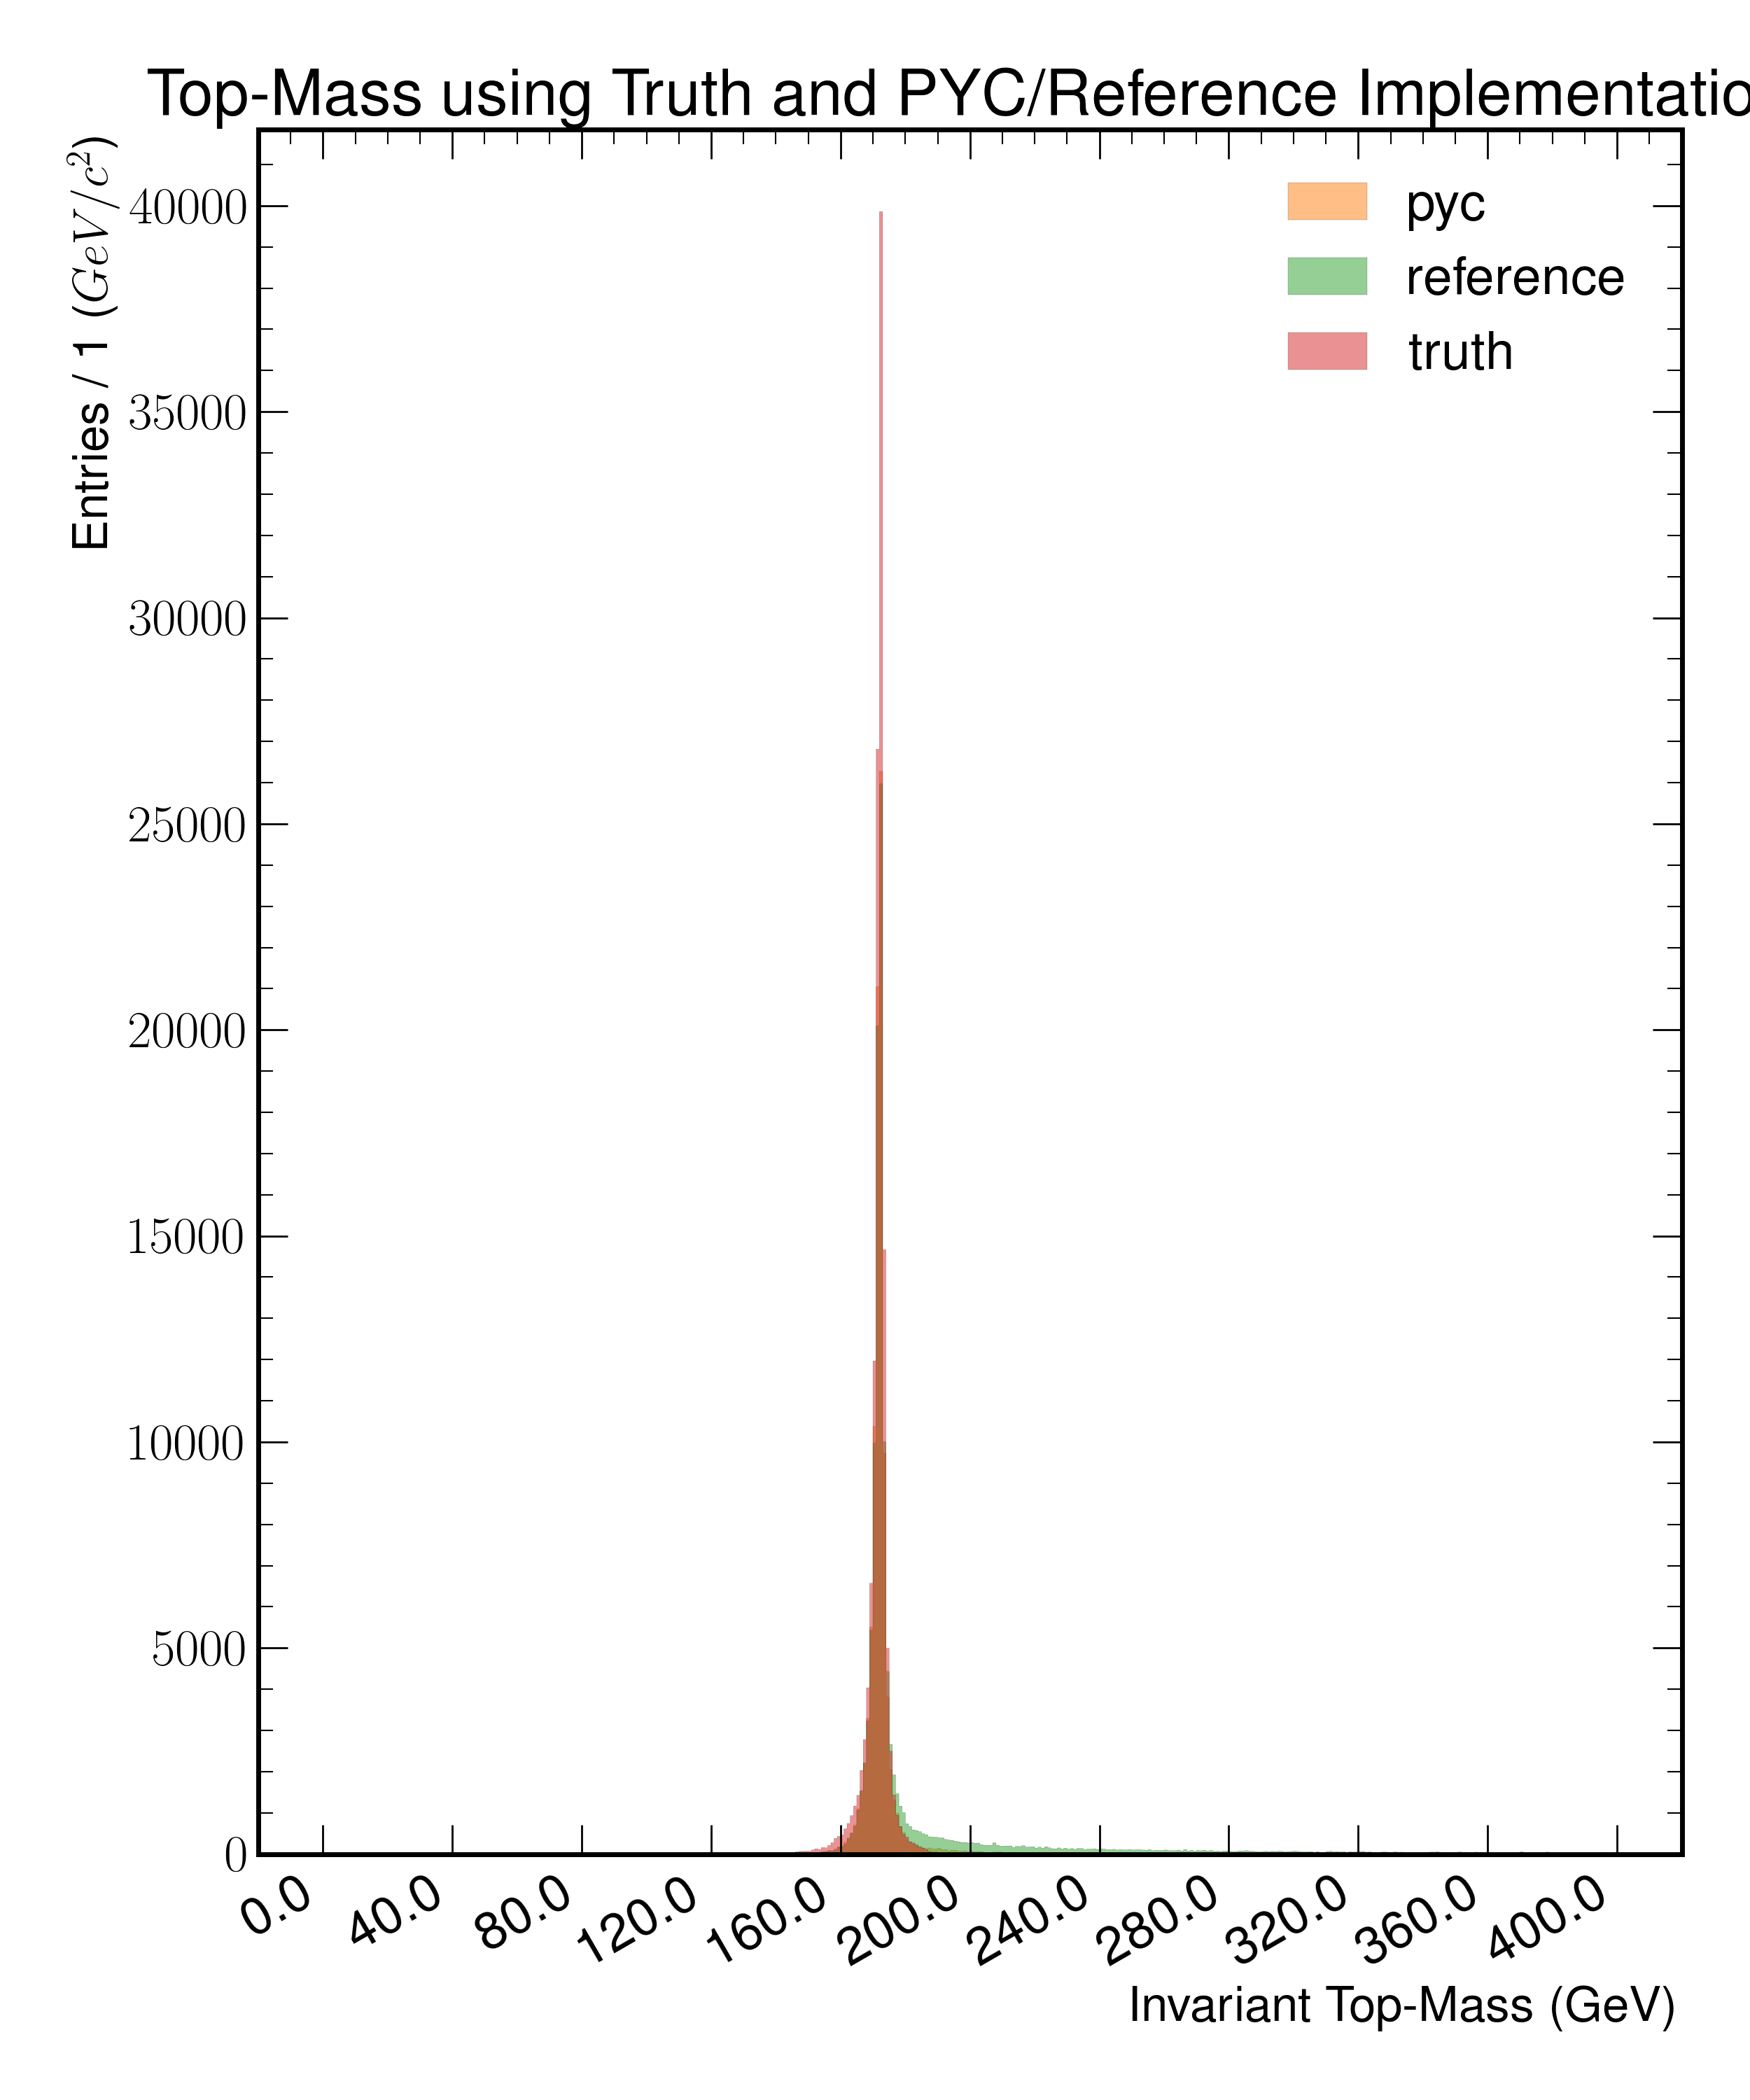 Top-Mass using Truth and PYC/Reference Implementatio
Entries / 1 (GeV/c²)
40000
35000
30000
25000
20000
15000
10000
5000
0
pyc
reference
truth
0.0 40.0 80.0 120.0 160.0 200.0 240.0 280.0 320.0 360.0 400.0
Invariant Top-Mass (GeV)